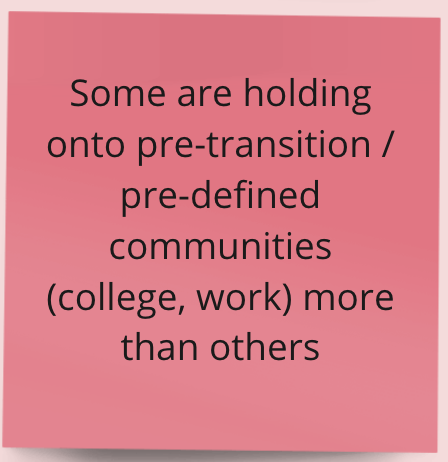 Some are holding
onto pre-transition /
pre-defined
communities
(college, work) more
than others